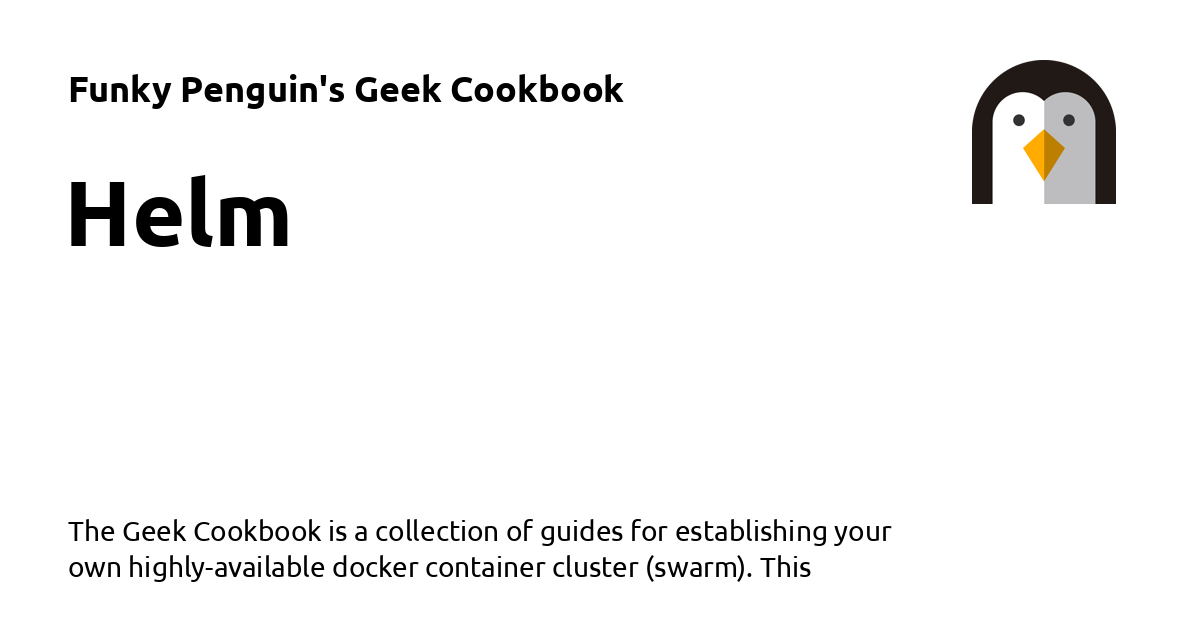 Funky Penguin's Geek Cookbook
Helm
The Geek Cookbook is a collection of guides for establishing your
own highly-available docker container cluster (swarm). This